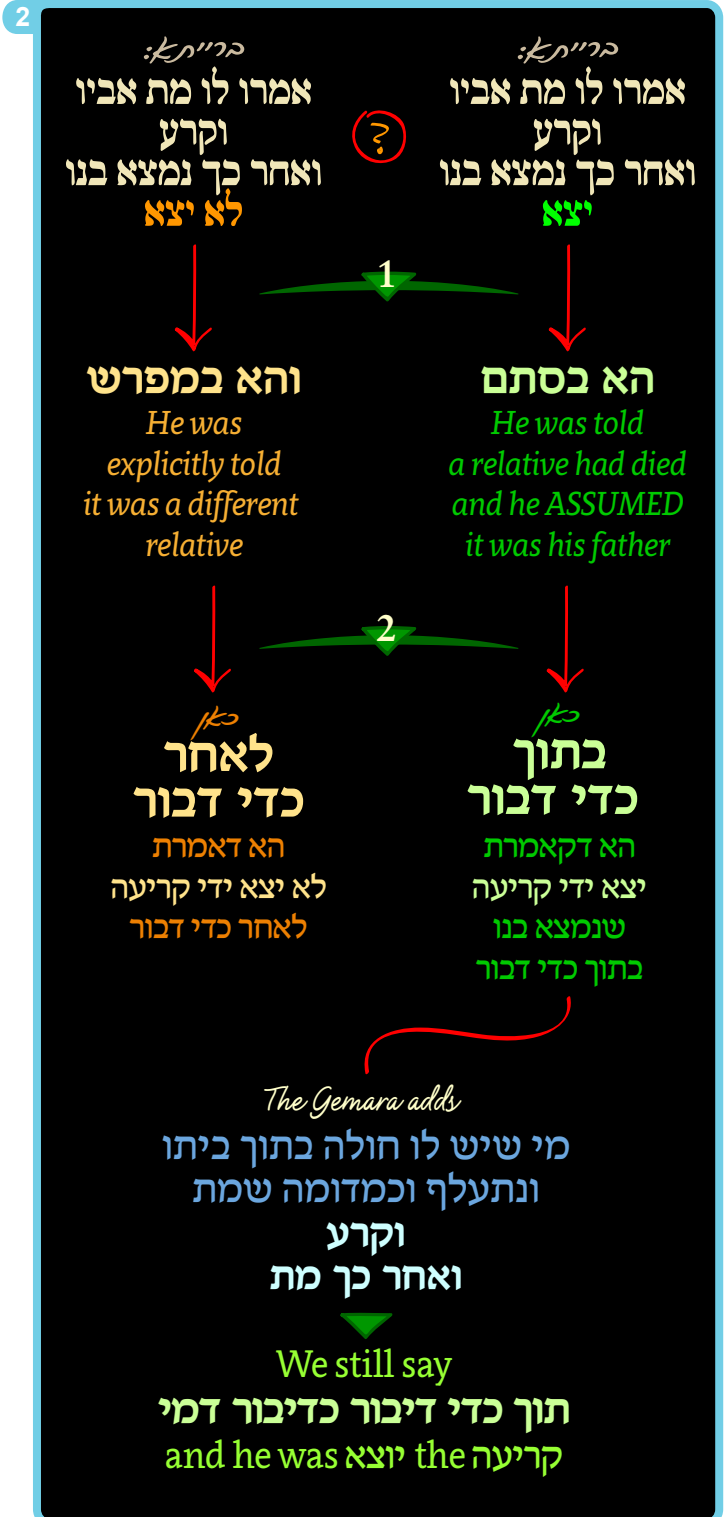 2
ברייתא:
אמרו לו מת אביו
וקרע
ואחר כך נמצא בנו
יצא
?
ברייתא:
אמרו לו מת אביו
וקרע
ואחר כך נמצא בנו
לא יצא
1
הא בסתם
He was told
a relative had died
and he ASSUMED
it was his father
והא במפרש
He was
explicitly told
it was a different
relative
2
כאן
בתוך
כדי דבור
הא דקאמרת
יצא ידי קריעה
שנמצא בנו
בתוך כדי דבור
כאן
לאחר
כדי דבור
הא דאמרת
לא יצא ידי קריעה
לאחר כדי דבור
The Gemara adds
מי שיש לו חולה בתוך ביתו
ונתעלף וכמדומה שמת
וקרע
ואחר כך מת
We still say
תוך כדי דיבור כדיבור דמי
and he was יוצא the קריעה